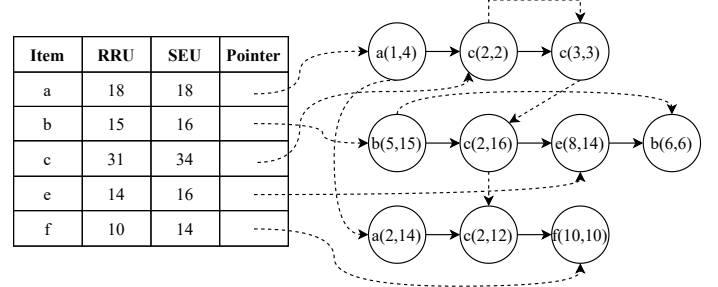 Item RRU SEU Pointer
a 18 18
b 15 16
c 31 34
e 14 16
f 10 14
a(1,4) c(2,2) c(3,3)
b(5,15) c(2,16) e(8,14) b(6,6)
a(2,14) c(2,12) f(10,10)